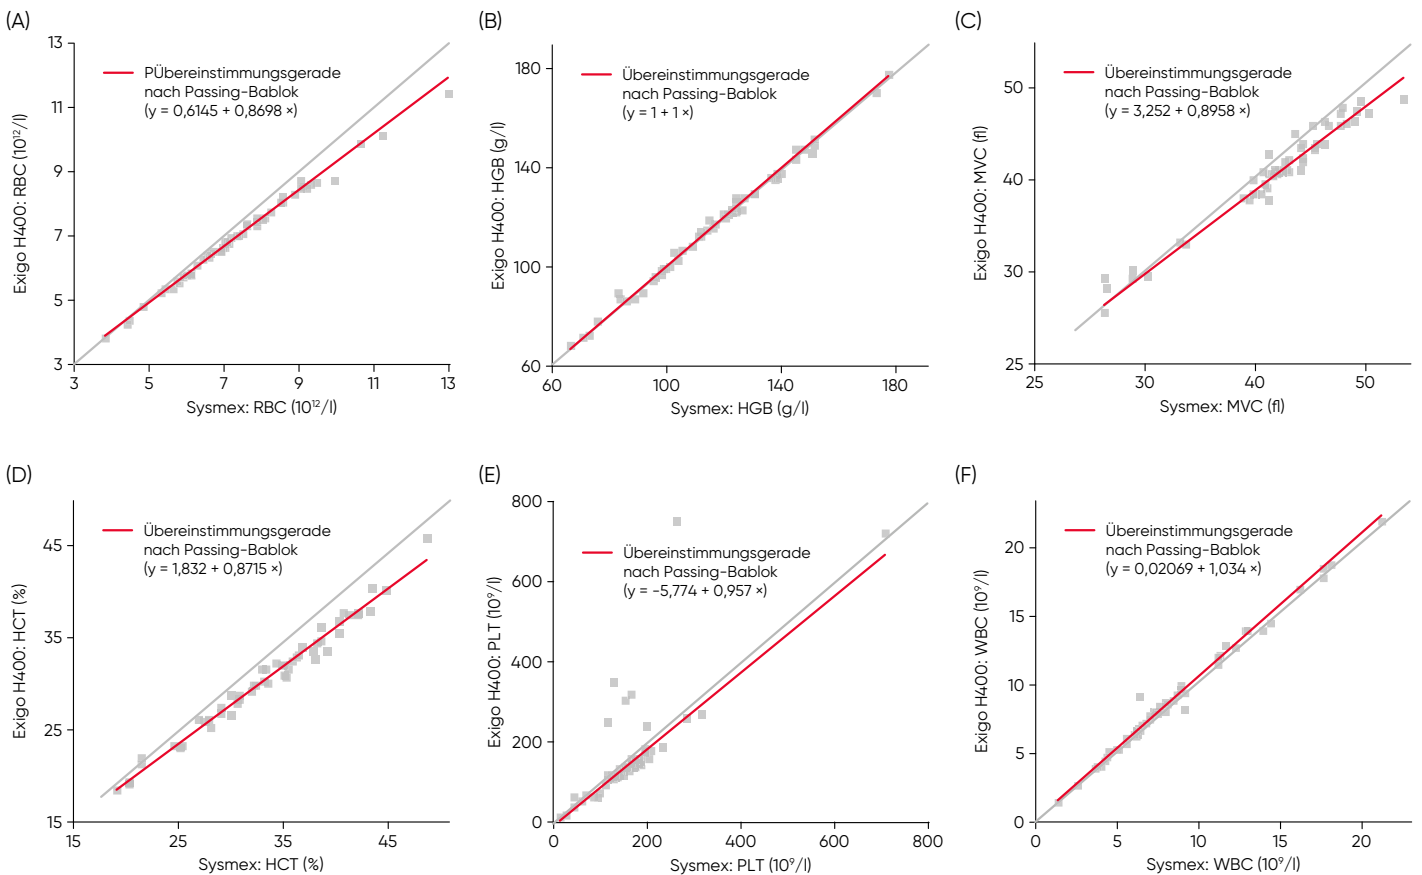 (A)
13
11
9
7
5
3
3
5
7
9
11
13
Exigo H400: RBC (10¹²/l)
Sysmex: RBC (10¹²/l)
PÜbereinstimmungsgerade
nach Passing-Bablok
(y = 0,6145 + 0,8698 ×)
(B)
180
140
100
60
60
100
140
180
Exigo H400: HGB (g/l)
Sysmex: HGB (g/l)
Übereinstimmungsgerade
nach Passing-Bablok
(y = 1 + 1 ×)
(C)
50
40
30
25
25
30
40
50
Exigo H400: MVC (fl)
Sysmex: MVC (fl)
Übereinstimmungsgerade
nach Passing-Bablok
(y = 3,252 + 0,8958 ×)
(D)
45
35
25
15
15
25
35
45
Exigo H400: HCT (%)
Sysmex: HCT (%)
Übereinstimmungsgerade
nach Passing-Bablok
(y = 1,832 + 0,8715 ×)
(E)
800
600
400
200
0
0
200
400
600
800
Exigo H400: PLT (10⁹/l)
Sysmex: PLT (10⁹/l)
Übereinstimmungsgerade
nach Passing-Bablok
(y = -5,774 + 0,957 ×)
(F)
20
15
10
5
0
0
5
10
15
20
Exigo H400: WBC (10⁹/l)
Sysmex: WBC (10⁹/l)
Übereinstimmungsgerade
nach Passing-Bablok
(y = 0,02069 + 1,034 ×)